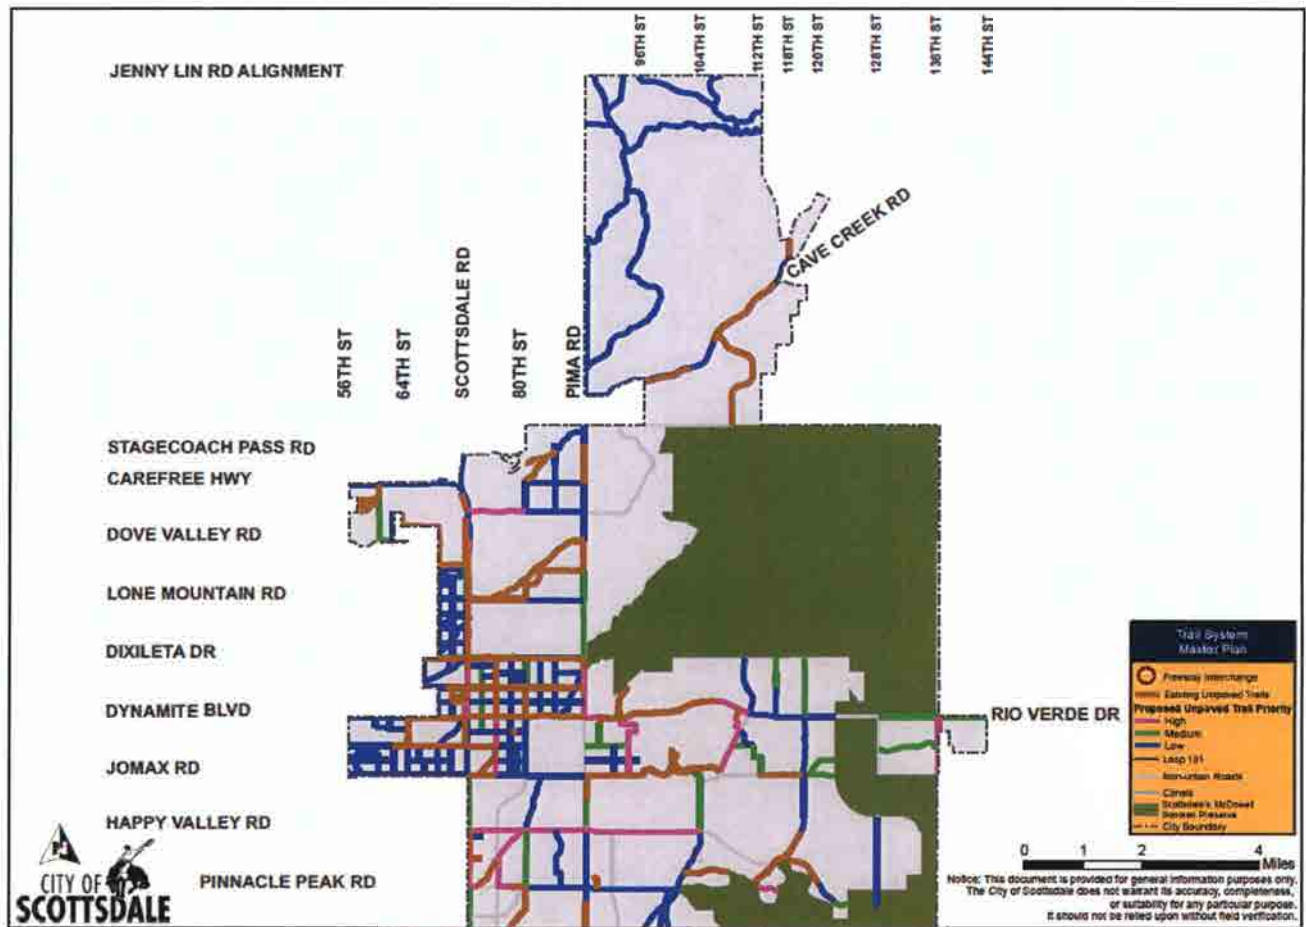 96TH ST
104TH ST
112TH ST
118TH ST
120TH ST
128TH ST
136TH ST
144TH ST
JENNY LIN RD ALIGNMENT
CAVE CREEK RD
56TH ST
64TH ST
SCOTTSDALE RD
80TH ST
PIMA RD
STAGECOACH PASS RD
CAREFREE HWY
DOVE VALLEY RD
LONE MOUNTAIN RD
DIXILETA DR
DYNAMITE BLVD
RIO VERDE DR
JOMAX RD
HAPPY VALLEY RD
PINNACLE PEAK RD
CITY OF
SCOTTSDALE
Trail System
Master Plan
Freeway Interchange
Existing Unpaved Trails
Proposed Unpaved Trail Priority
High
Medium
Low
Loop 101
Non-urban Roads
Canals
Scottsdale's McDowell
Sonoran Preserve
City Boundary
0 1 2 4
Miles
Notice: This document is provided for general information purposes only.
The City of Scottsdale does not warrant its accuracy, completeness,
or suitability for any particular purpose.
It should not be relied upon without field verification.